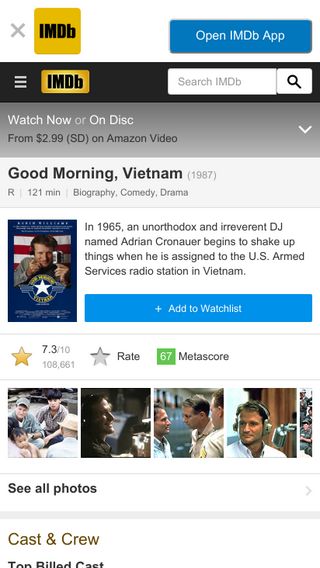 IMDb
Open IMDb App
IMDb
Search IMDb
Watch Now or On Disc
From $2.99 (SD) on Amazon Video
Good Morning, Vietnam (1987)
R | 121 min | Biography, Comedy, Drama
ROBIN WILLIAMS
GOOD MORNING
VIETNAM
In 1965, an unorthodox and irreverent DJ
named Adrian Cronauer begins to shake up
things when he is assigned to the U.S. Armed
Services radio station in Vietnam.
+ Add to Watchlist
7.3/10
108,661
Rate
67 Metascore
See all photos
Cast & Crew
Top Billed Cast